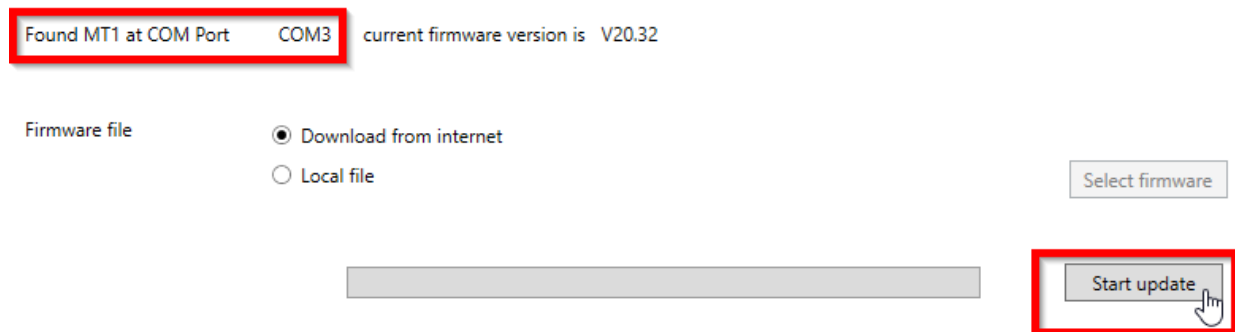 Found MT1 at COM Port COM3 current firmware version is V20.32
Firmware file
Download from internet
Local file
Select firmware
Start update